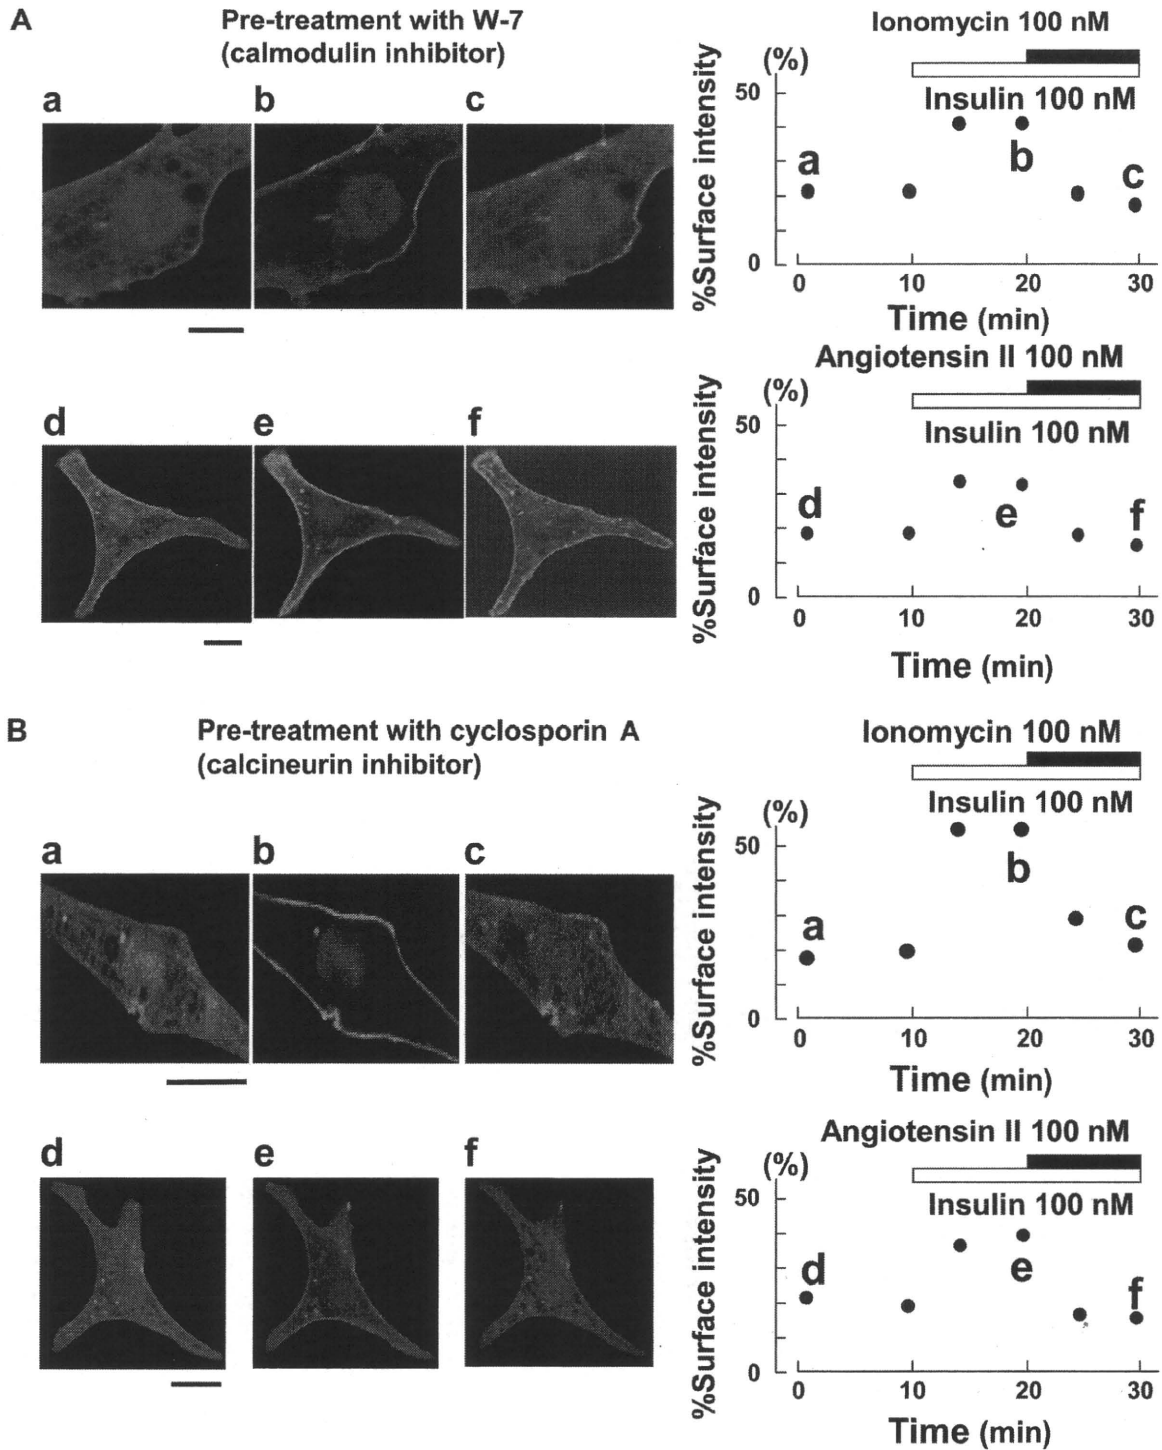 A
Pre-treatment with W-7
(calmodulin inhibitor)
a b c
d e f
%Surface intensity
(%)
Ionomycin 100 nM
Insulin 100 nM
50
0
a
b
c
0 10 20 30
Time (min)
%Surface intensity
(%)
Angiotensin II 100 nM
Insulin 100 nM
50
0
d
e
f
0 10 20 30
Time (min)
B
Pre-treatment with cyclosporin A
(calcineurin inhibitor)
a b c
d e f
%Surface intensity
(%)
Ionomycin 100 nM
Insulin 100 nM
50
0
a
b
c
0 10 20 30
Time (min)
%Surface intensity
(%)
Angiotensin II 100 nM
Insulin 100 nM
50
0
d
e
f
0 10 20 30
Time (min)